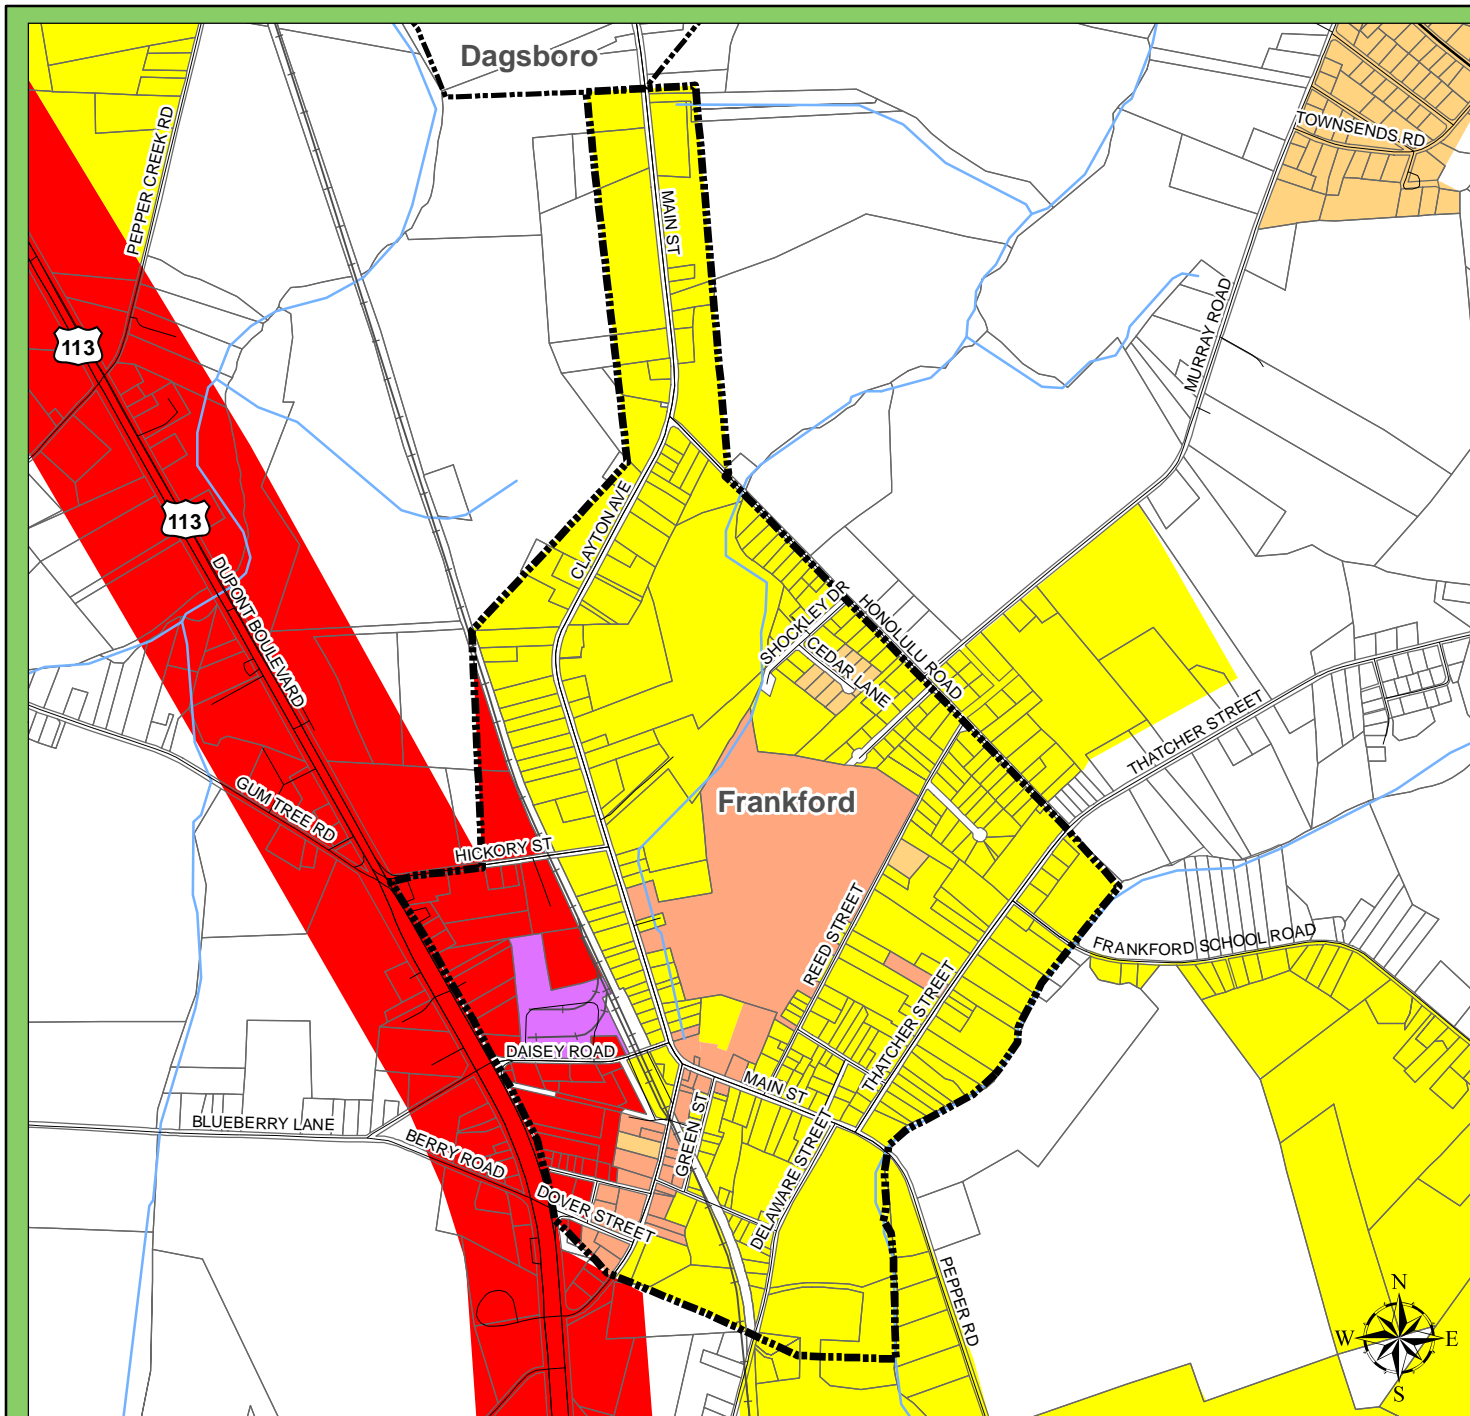 Dagsboro
PEPPER CREEK RD
TOWNSENDS RD
MAIN ST
113
MURRAY ROAD
113
CLAYTON AVE
DUPONT BOULEVARD
SHOCKLEY DR
HONOLULU ROAD
CEDAR LANE
THATCHER STREET
GUM TREE RD
Frankford
HICKORY ST
REED STREET
FRANKFORD SCHOOL ROAD
THATCHER STREET
DAISEY ROAD
MAIN ST
BLUEBERRY LANE
BERRY ROAD
GREEN ST
DELAWARE STREET
DOVER STREET
PEPPER RD
N
W
E
S